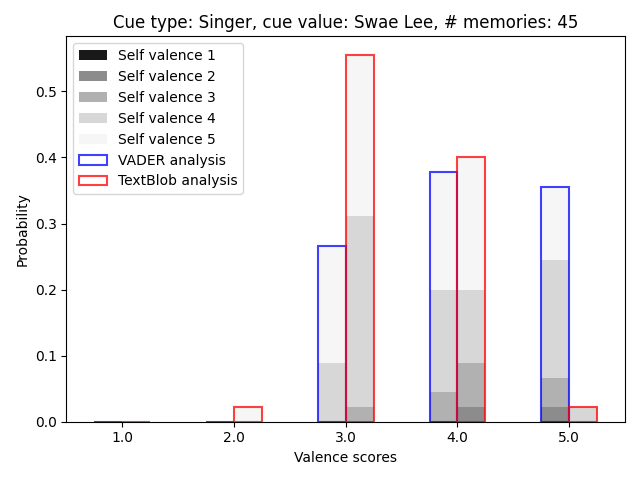 Cue type: Singer, cue value: Swae Lee, # memories: 45
Self valence 1
Self valence 2
Self valence 3
Self valence 4
Self valence 5
VADER analysis
TextBlob analysis
Probability
0.5
0.4
0.3
0.2
0.1
0.0
1.0 2.0 3.0 4.0 5.0
Valence scores